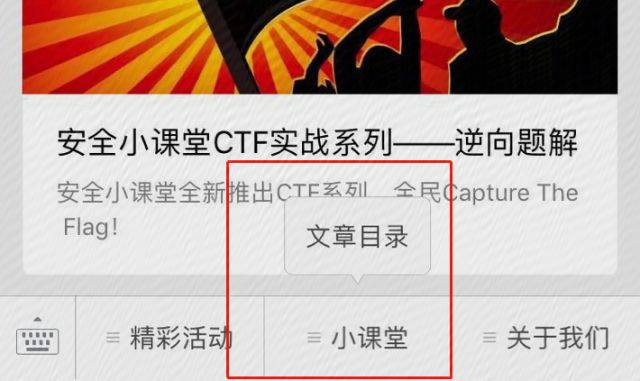 安全小课堂CTF实战系列——逆向题解
安全小课堂全新推出CTF系列，全民Capture The
Flag！
文章目录
精彩活动
小课堂
关于我们